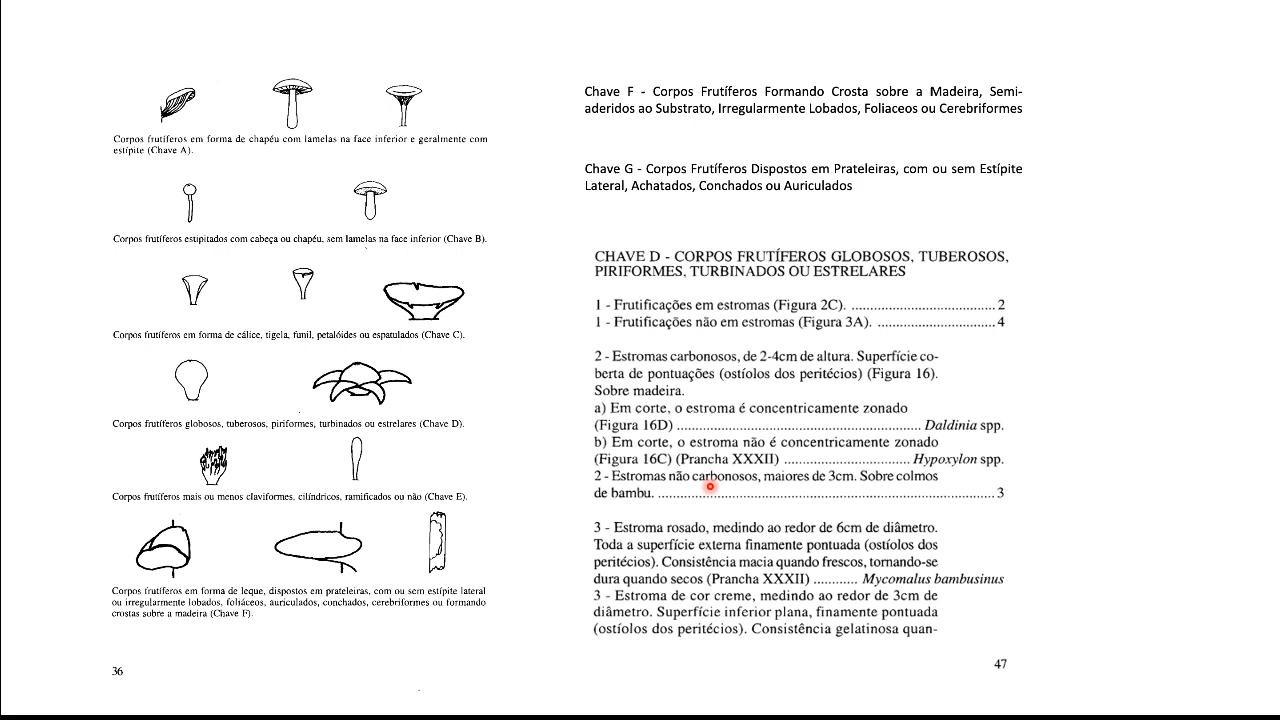 Corpos frutíferos em forma de chapéu com lamelas na face inferior e geralmente com
estípite (Chave A).
Corpos frutíferos estipitados com cabeça ou chapéu, sem lamelas na face inferior (Chave B).
Corpos frutíferos em forma de cálice, tigela, funil, petalóides ou espatulados (Chave C).
Corpos frutíferos globosos, tuberosos, piriformes, turbinados ou estrelares (Chave D).
Corpos frutíferos mais ou menos claviformes, cilíndricos, ramificados ou não (Chave E).
Corpos frutíferos em forma de leque, dispostos em prateleiras, com ou sem estípite lateral
ou irregularmente lobados, foliáceos, auriculados, conchados, cerebriformes ou formando
crostas sobre a madeira (Chave F).
36
Chave F - Corpos Frutíferos Formando Crosta sobre a Madeira, Semi-
aderidos ao Substrato, Irregularmente Lobados, Foliaceos ou Cerebriformes
Chave G - Corpos Frutíferos Dispostos em Prateleiras, com ou sem Estípite
Lateral, Achatados, Conchados ou Auriculados
CHAVE D - CORPOS FRUTÍFEROS GLOBOSOS, TUBEROSOS,
PIRIFORMES, TURBINADOS OU ESTRELARES
1 - Frutificações em estromas (Figura 2C). ...................................... 2
1 - Frutificações não em estromas (Figura 3A). ............................... 4
2 - Estromas carbonosos, de 2-4cm de altura. Superfície co-
berta de pontuações (ostíolos dos peritécios) (Figura 16).
Sobre madeira.
a) Em corte, o estroma é concentricamente zonado
(Figura 16D) .......................................................... Daldinia spp.
b) Em corte, o estroma não é concentricamente zonado
(Figura 16C) (Prancha XXXII) .............................. Hypoxylon spp.
2 - Estromas não carbonosos, maiores de 3cm. Sobre colmos
de bambu. ................................................................................ 3
3 - Estroma rosado, medindo ao redor de 6cm de diâmetro.
Toda a superfície externa finamente pontuada (ostíolos dos
peritécios). Consistência macia quando frescos, tornando-se
dura quando secos (Prancha XXXII) ........... Mycomalus bambusinus
3 - Estroma de cor creme, medindo ao redor de 3cm de
diâmetro. Superfície inferior plana, finamente pontuada
(ostíolos dos peritécios). Consistência gelatinosa quan-
47